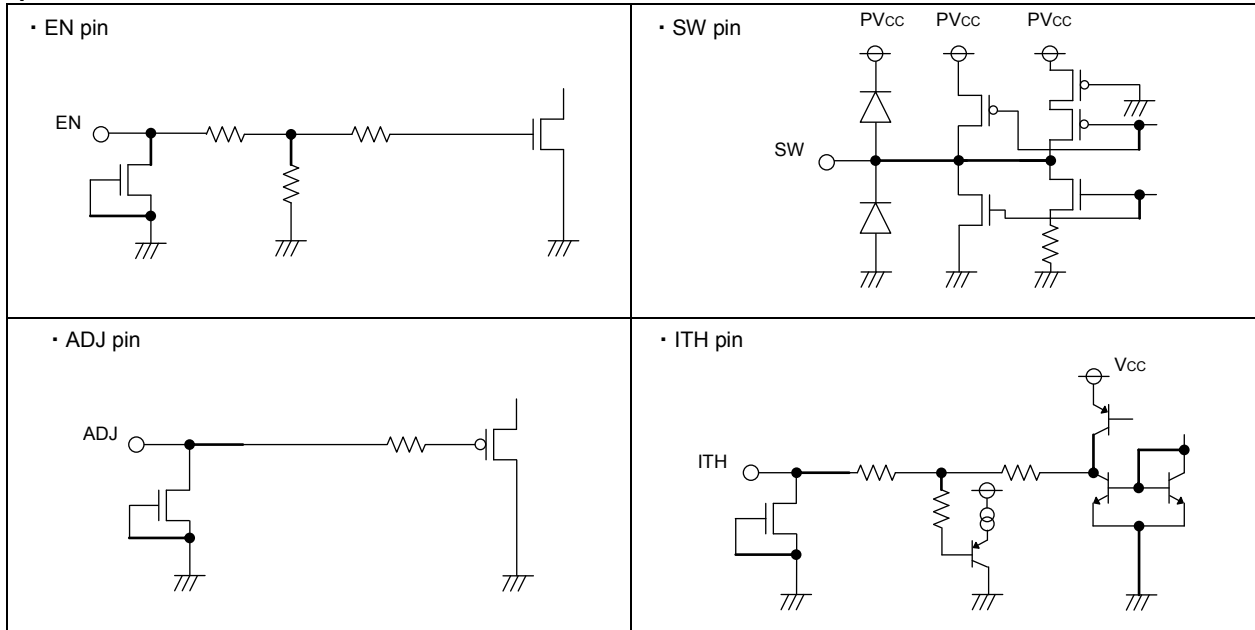 ・EN pin
EN
・SW pin
PVCC PVCC PVCC
SW
・ADJ pin
ADJ
・ITH pin
VCC
ITH